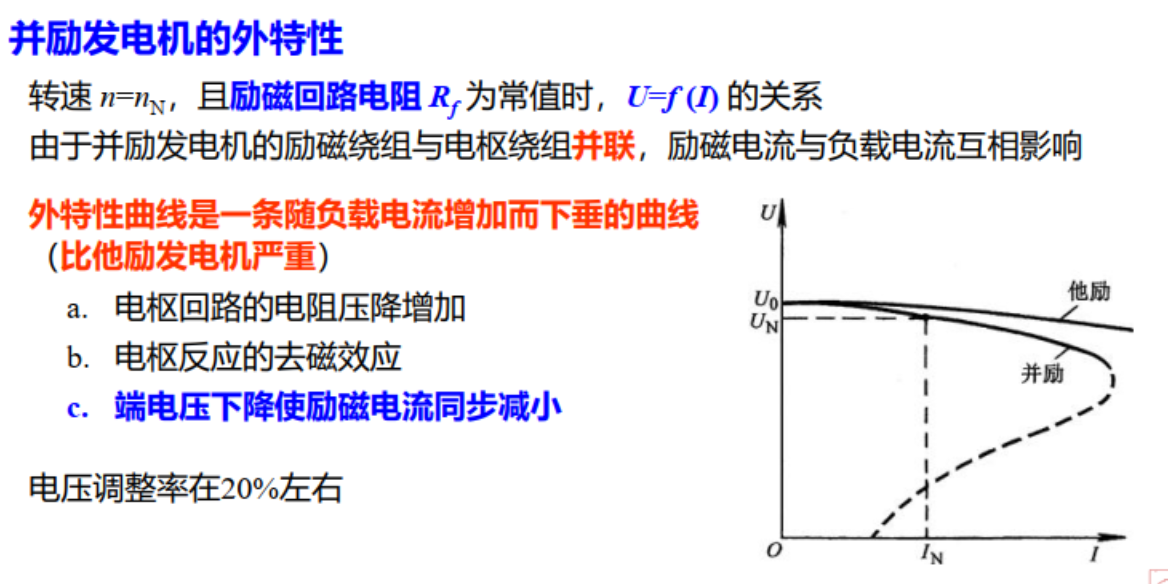 并励发电机的外特性
转速 n=nN，且励磁回路电阻 Rf 为常值时，U=f (I) 的关系
由于并励发电机的励磁绕组与电枢绕组并联，励磁电流与负载电流互相影响
外特性曲线是一条随负载电流增加而下垂的曲线
（比他励发电机严重）
a. 电枢回路的电阻压降增加
b. 电枢反应的去磁效应
c. 端电压下降使励磁电流同步减小
电压调整率在20%左右
U
U0
UN
他励
并励
O
IN
I